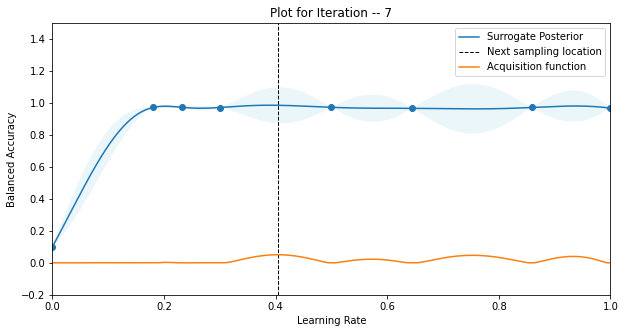 Plot for Iteration -- 7
Surrogate Posterior
Next sampling location
Acquisition function
Balanced Accuracy
1.4
1.2
1.0
0.8
0.6
0.4
0.2
0.0
−0.2
0.0 0.2 0.4 0.6 0.8 1.0
Learning Rate